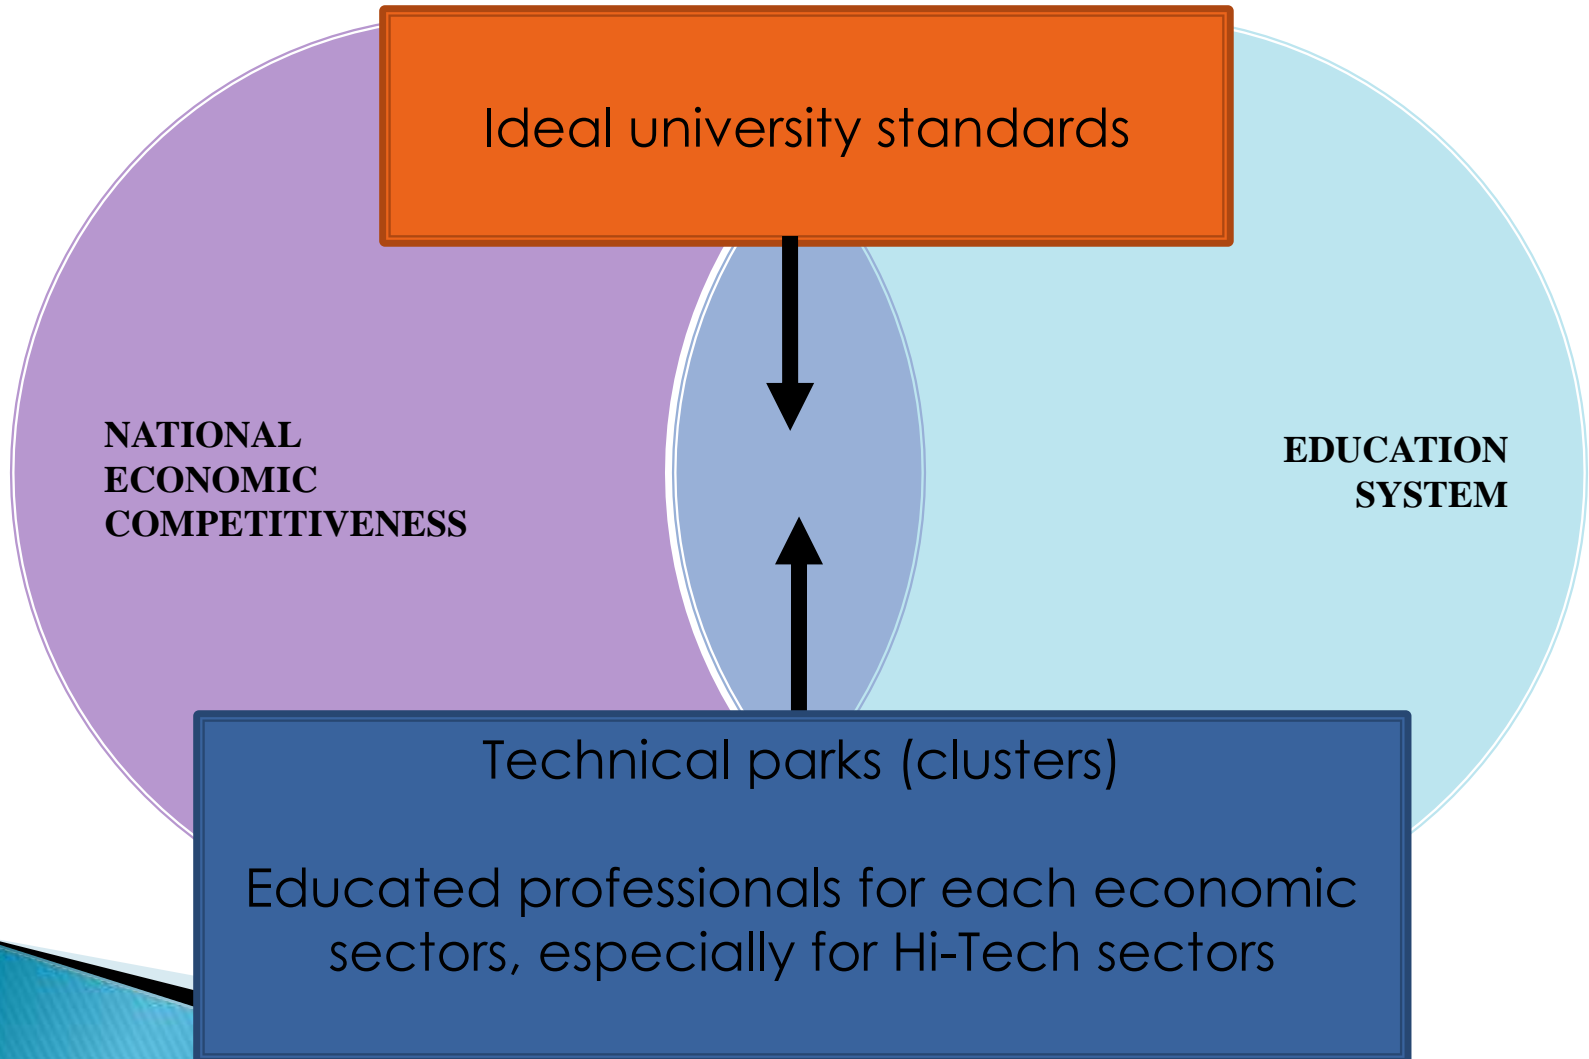 Ideal university standards
NATIONAL
ECONOMIC
COMPETITIVENESS
EDUCATION
SYSTEM
Technical parks (clusters)
Educated professionals for each economic
sectors, especially for Hi-Tech sectors